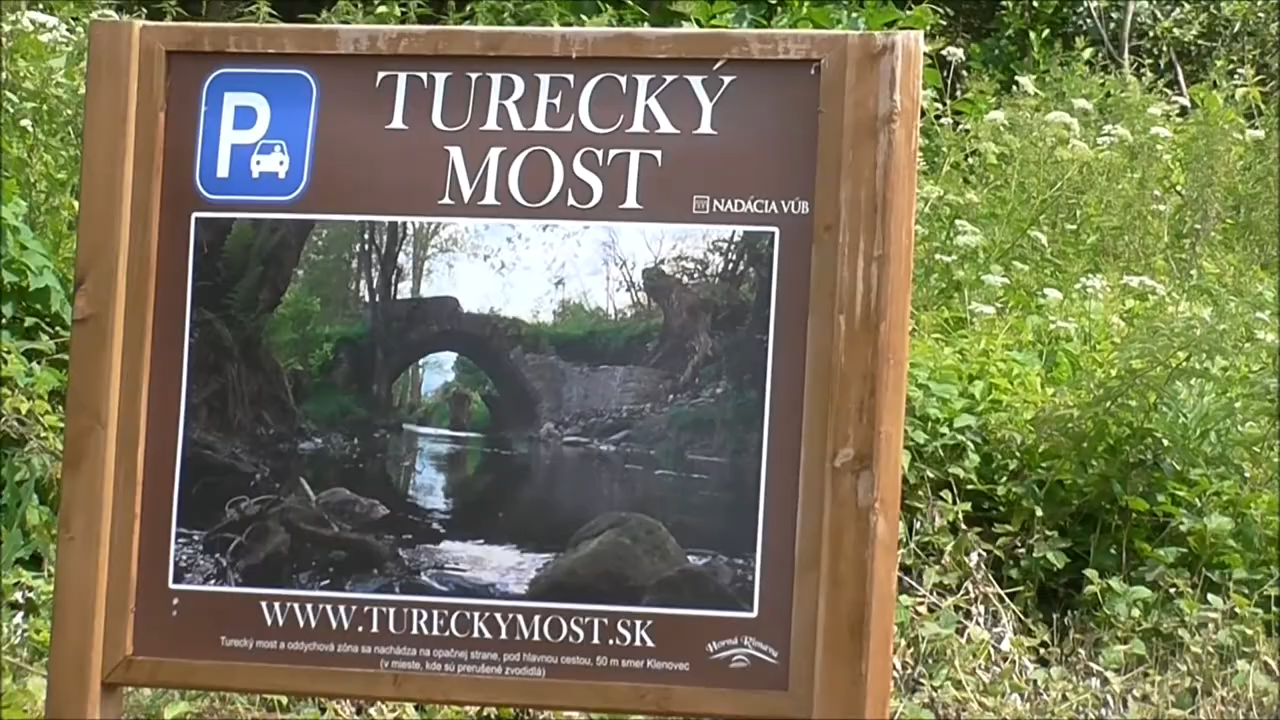 P
TURECKÝ
MOST
NADÁCIA VÚB
WWW.TURECKYMOST.SK
Turecký most a oddychová zóna sa nachádza na opačnej strane, pod hlavnou cestou, 50 m smer Klenovec
(v mieste, kde sú prerušené zvodidlá)
Horná Rimava